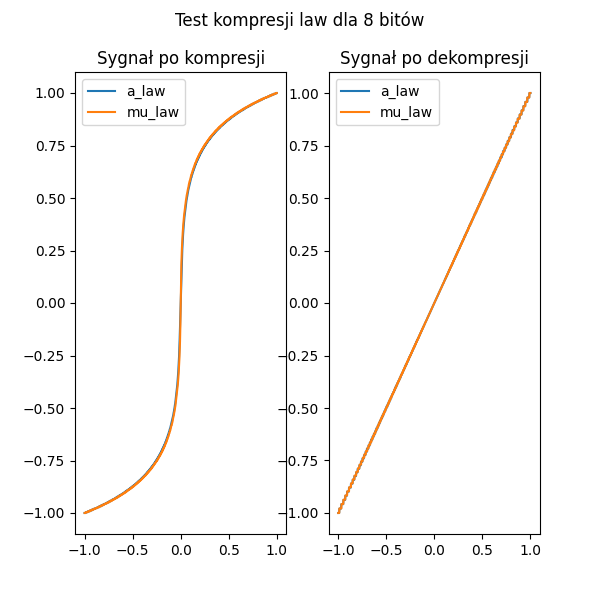 Test kompresji law dla 8 bitów
Sygnał po kompresji
a_law
mu_law
1.00
0.75
0.50
0.25
0.00
−0.25
−0.50
−0.75
−1.00
−1.0 −0.5 0.0 0.5 1.0
Sygnał po dekompresji
a_law
mu_law
1.00
0.75
0.50
0.25
0.00
−0.25
−0.50
−0.75
−1.00
−1.0 −0.5 0.0 0.5 1.0